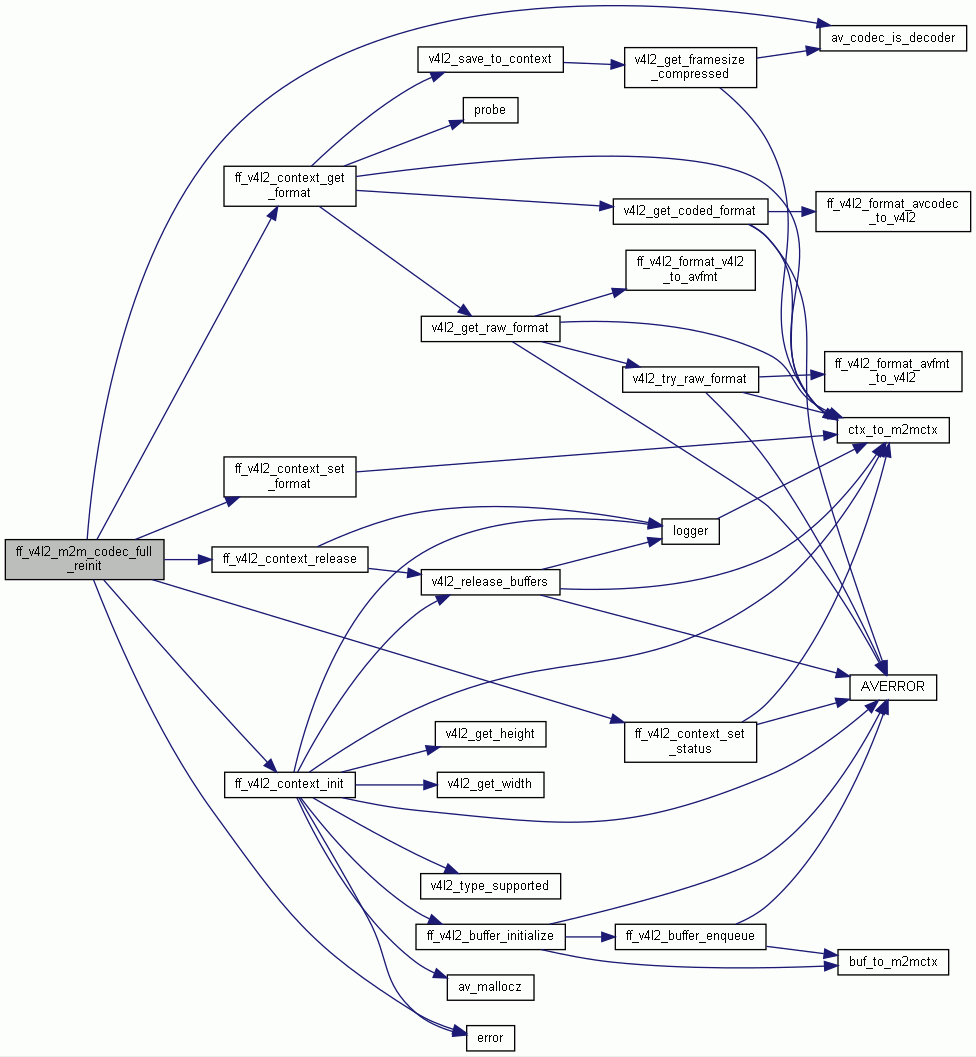 av_codec_is_decoder
v4l2_save_to_context
v4l2_get_framesize
_compressed
probe
ff_v4l2_context_get
_format
v4l2_get_coded_format
ff_v4l2_format_avcodec
_to_v4l2
ff_v4l2_format_v4l2
_to_avfmt
v4l2_get_raw_format
v4l2_try_raw_format
ff_v4l2_format_avfmt
_to_v4l2
ctx_to_m2mctx
ff_v4l2_context_set
_format
logger
ff_v4l2_m2m_codec_full
_reinit
ff_v4l2_context_release
v4l2_release_buffers
AVERROR
v4l2_get_height
ff_v4l2_context_set
_status
ff_v4l2_context_init
v4l2_get_width
v4l2_type_supported
ff_v4l2_buffer_initialize
ff_v4l2_buffer_enqueue
buf_to_m2mctx
av_mallocz
error